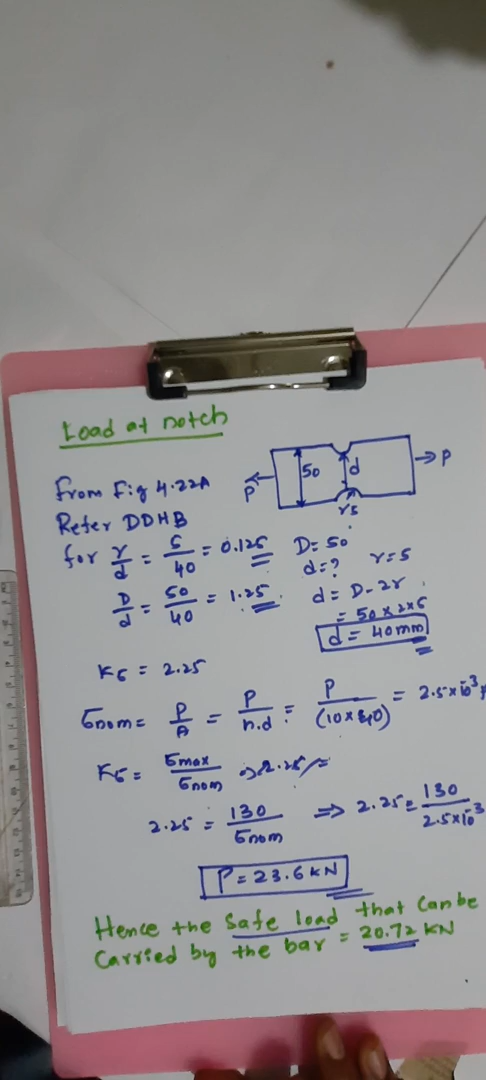 Load at notch
From Fig 4.22A
Refer DDHB
P 50 d P
r5
for r/d = 5/40 = 0.125 D = 50
d = ? r = 5
D/d = 50/40 = 1.25 d = D - 2r
= 50 x 2x5
d = 40mm
Kσ = 2.25
σnom = P/A = P/h.d = P/(10x40) = 2.5x10⁻³P
Kσ = σmax/σnom
2.25 = 130/σnom ⇒ 2.25 = 130/2.5x10⁻³
P = 23.6 KN
Hence the safe load that can be
Carried by the bar = 20.72 KN